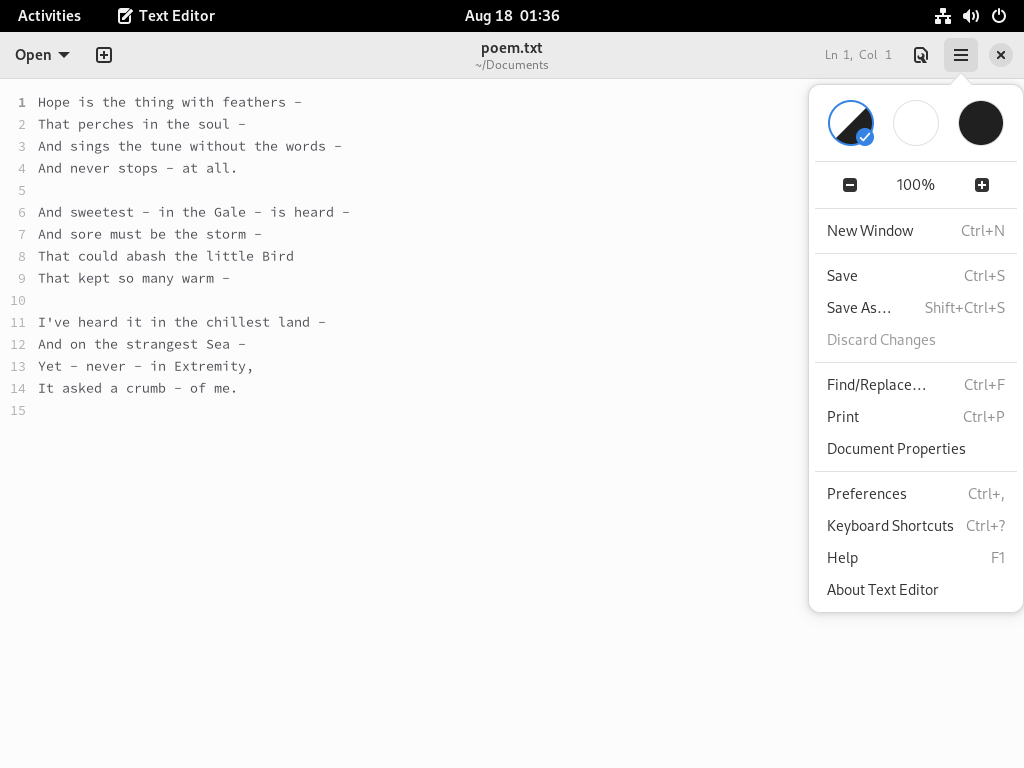 Activities Text Editor Aug 18 01:36
Open poem.txt Ln 1, Col 1
~/Documents
1 Hope is the thing with feathers –
2 That perches in the soul –
3 And sings the tune without the words –
4 And never stops – at all.
5
6 And sweetest – in the Gale – is heard –
7 And sore must be the storm –
8 That could abash the little Bird
9 That kept so many warm –
10
11 I've heard it in the chillest land –
12 And on the strangest Sea –
13 Yet – never – in Extremity,
14 It asked a crumb – of me.
15
100%
New Window Ctrl+N
Save Ctrl+S
Save As… Shift+Ctrl+S
Discard Changes
Find/Replace… Ctrl+F
Print Ctrl+P
Document Properties
Preferences Ctrl+,
Keyboard Shortcuts Ctrl+?
Help F1
About Text Editor